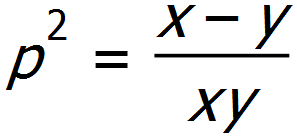 p² = (x − y)/(xy)